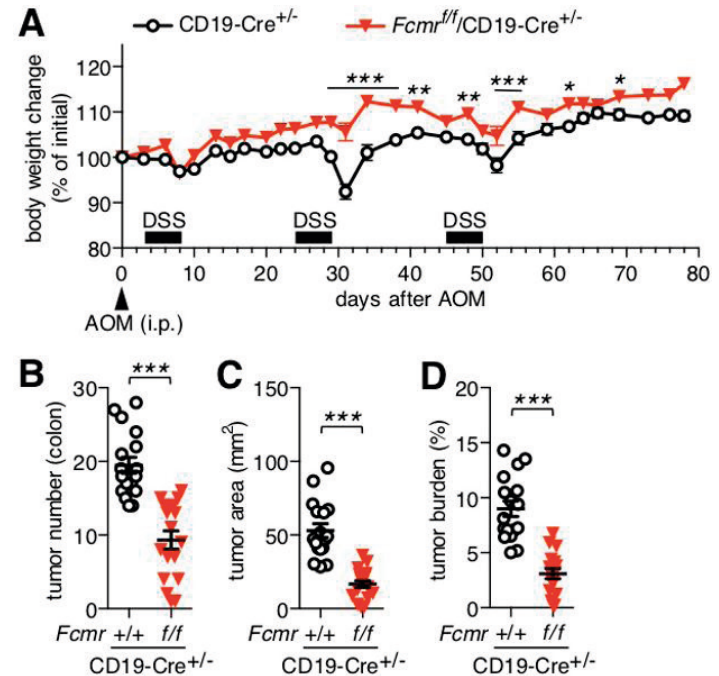 A
CD19-Cre+/-
Fcmrf/f/CD19-Cre+/-
body weight change
(% of initial)
120
110
100
90
80
***
**
**
***
*
*
DSS
DSS
DSS
0
10
20
30
40
50
60
70
80
days after AOM
AOM (i.p.)
B
tumor number (colon)
30
20
10
0
***
Fcmr +/+ f/f
CD19-Cre+/-
C
tumor area (mm2)
150
100
50
0
***
Fcmr +/+ f/f
CD19-Cre+/-
D
tumor burden (%)
20
15
10
5
0
***
Fcmr +/+ f/f
CD19-Cre+/-